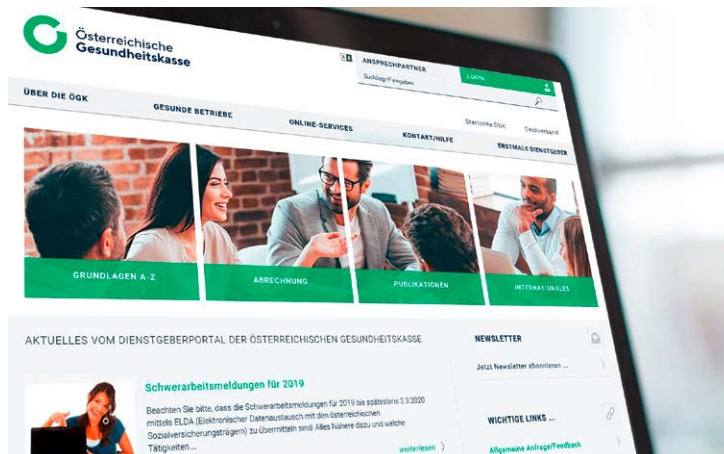 Österreichische
Gesundheitskasse
ANSPRECHPARTNER
LOGIN
Suchbegriff eingeben
Startseite ÖGK
Dachverband
ÜBER DIE ÖGK
GESUNDE BETRIEBE
ONLINE-SERVICES
KONTAKT/HILFE
ERSTMALS DIENSTGEBER
GRUNDLAGEN A-Z
ABRECHNUNG
PUBLIKATIONEN
INTERNATIONALES
AKTUELLES VOM DIENSTGEBERPORTAL DER ÖSTERREICHISCHEN GESUNDHEITSKASSE
Schwerarbeitsmeldungen für 2019
Beachten Sie bitte, dass die Schwerarbeitsmeldungen für 2019 bis spätestens 2.3.2020
mittels ELDA (Elektronischer Datenaustausch mit den österreichischen
Sozialversicherungsträgern) zu übermitteln sind. Alles Nähere dazu und welche
Tätigkeiten ...
weiterlesen
NEWSLETTER
Jetzt Newsletter abonnieren ...
WICHTIGE LINKS ...
Allgemeine Anfrage/Feedback